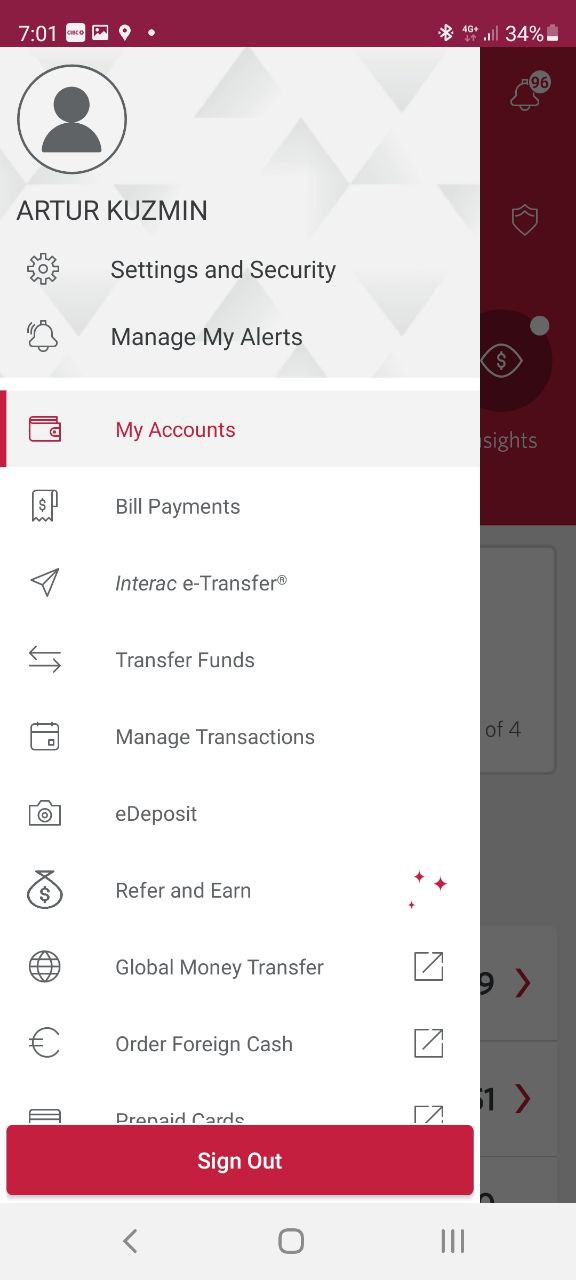 7:01 CIBC 4G+ 34%
96
ARTUR KUZMIN
Settings and Security
Manage My Alerts
My Accounts
sights
Bill Payments
Interac e-Transfer®
Transfer Funds
of 4
Manage Transactions
eDeposit
Refer and Earn
Global Money Transfer
9
Order Foreign Cash
51
Prepaid Cards
Sign Out